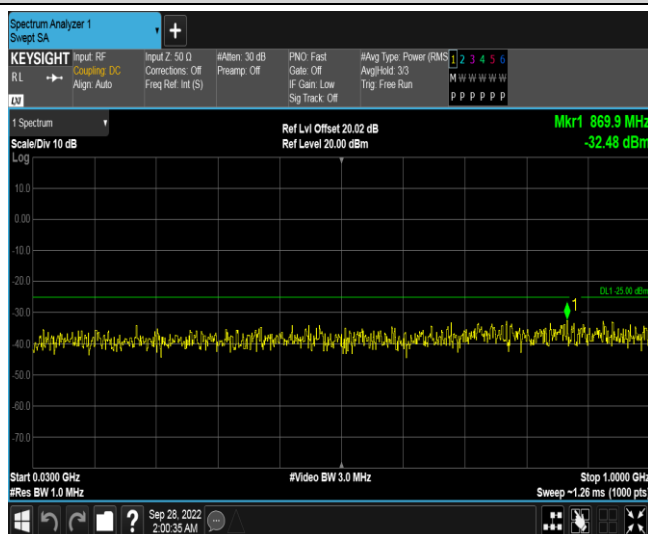 Spectrum Analyzer 1
Swept SA
+
KEYSIGHT
RL
LXI
Input: RF
Coupling: DC
Align: Auto
Input Z: 50 Ω
Corrections: Off
Freq Ref: Int (S)
#Atten: 30 dB
Preamp: Off
PNO: Fast
Gate: Off
IF Gain: Low
Sig Track: Off
#Avg Type: Power (RMS
Avg|Hold: 3/3
Trig: Free Run
1 2 3 4 5 6
M W W W W W
P P P P P P
1 Spectrum
Scale/Div 10 dB
Log
Ref Lvl Offset 20.02 dB
Ref Level 20.00 dBm
Mkr1 869.9 MHz
-32.48 dBm
10.0
0.00
-10.0
-20.0
-30.0
-40.0
-50.0
-60.0
-70.0
DL1 -25.00 dBm
1
Start 0.0300 GHz
#Res BW 1.0 MHz
#Video BW 3.0 MHz
Stop 1.0000 GHz
Sweep ~1.26 ms (1000 pts)
?
Sep 28, 2022
2:00:35 AM